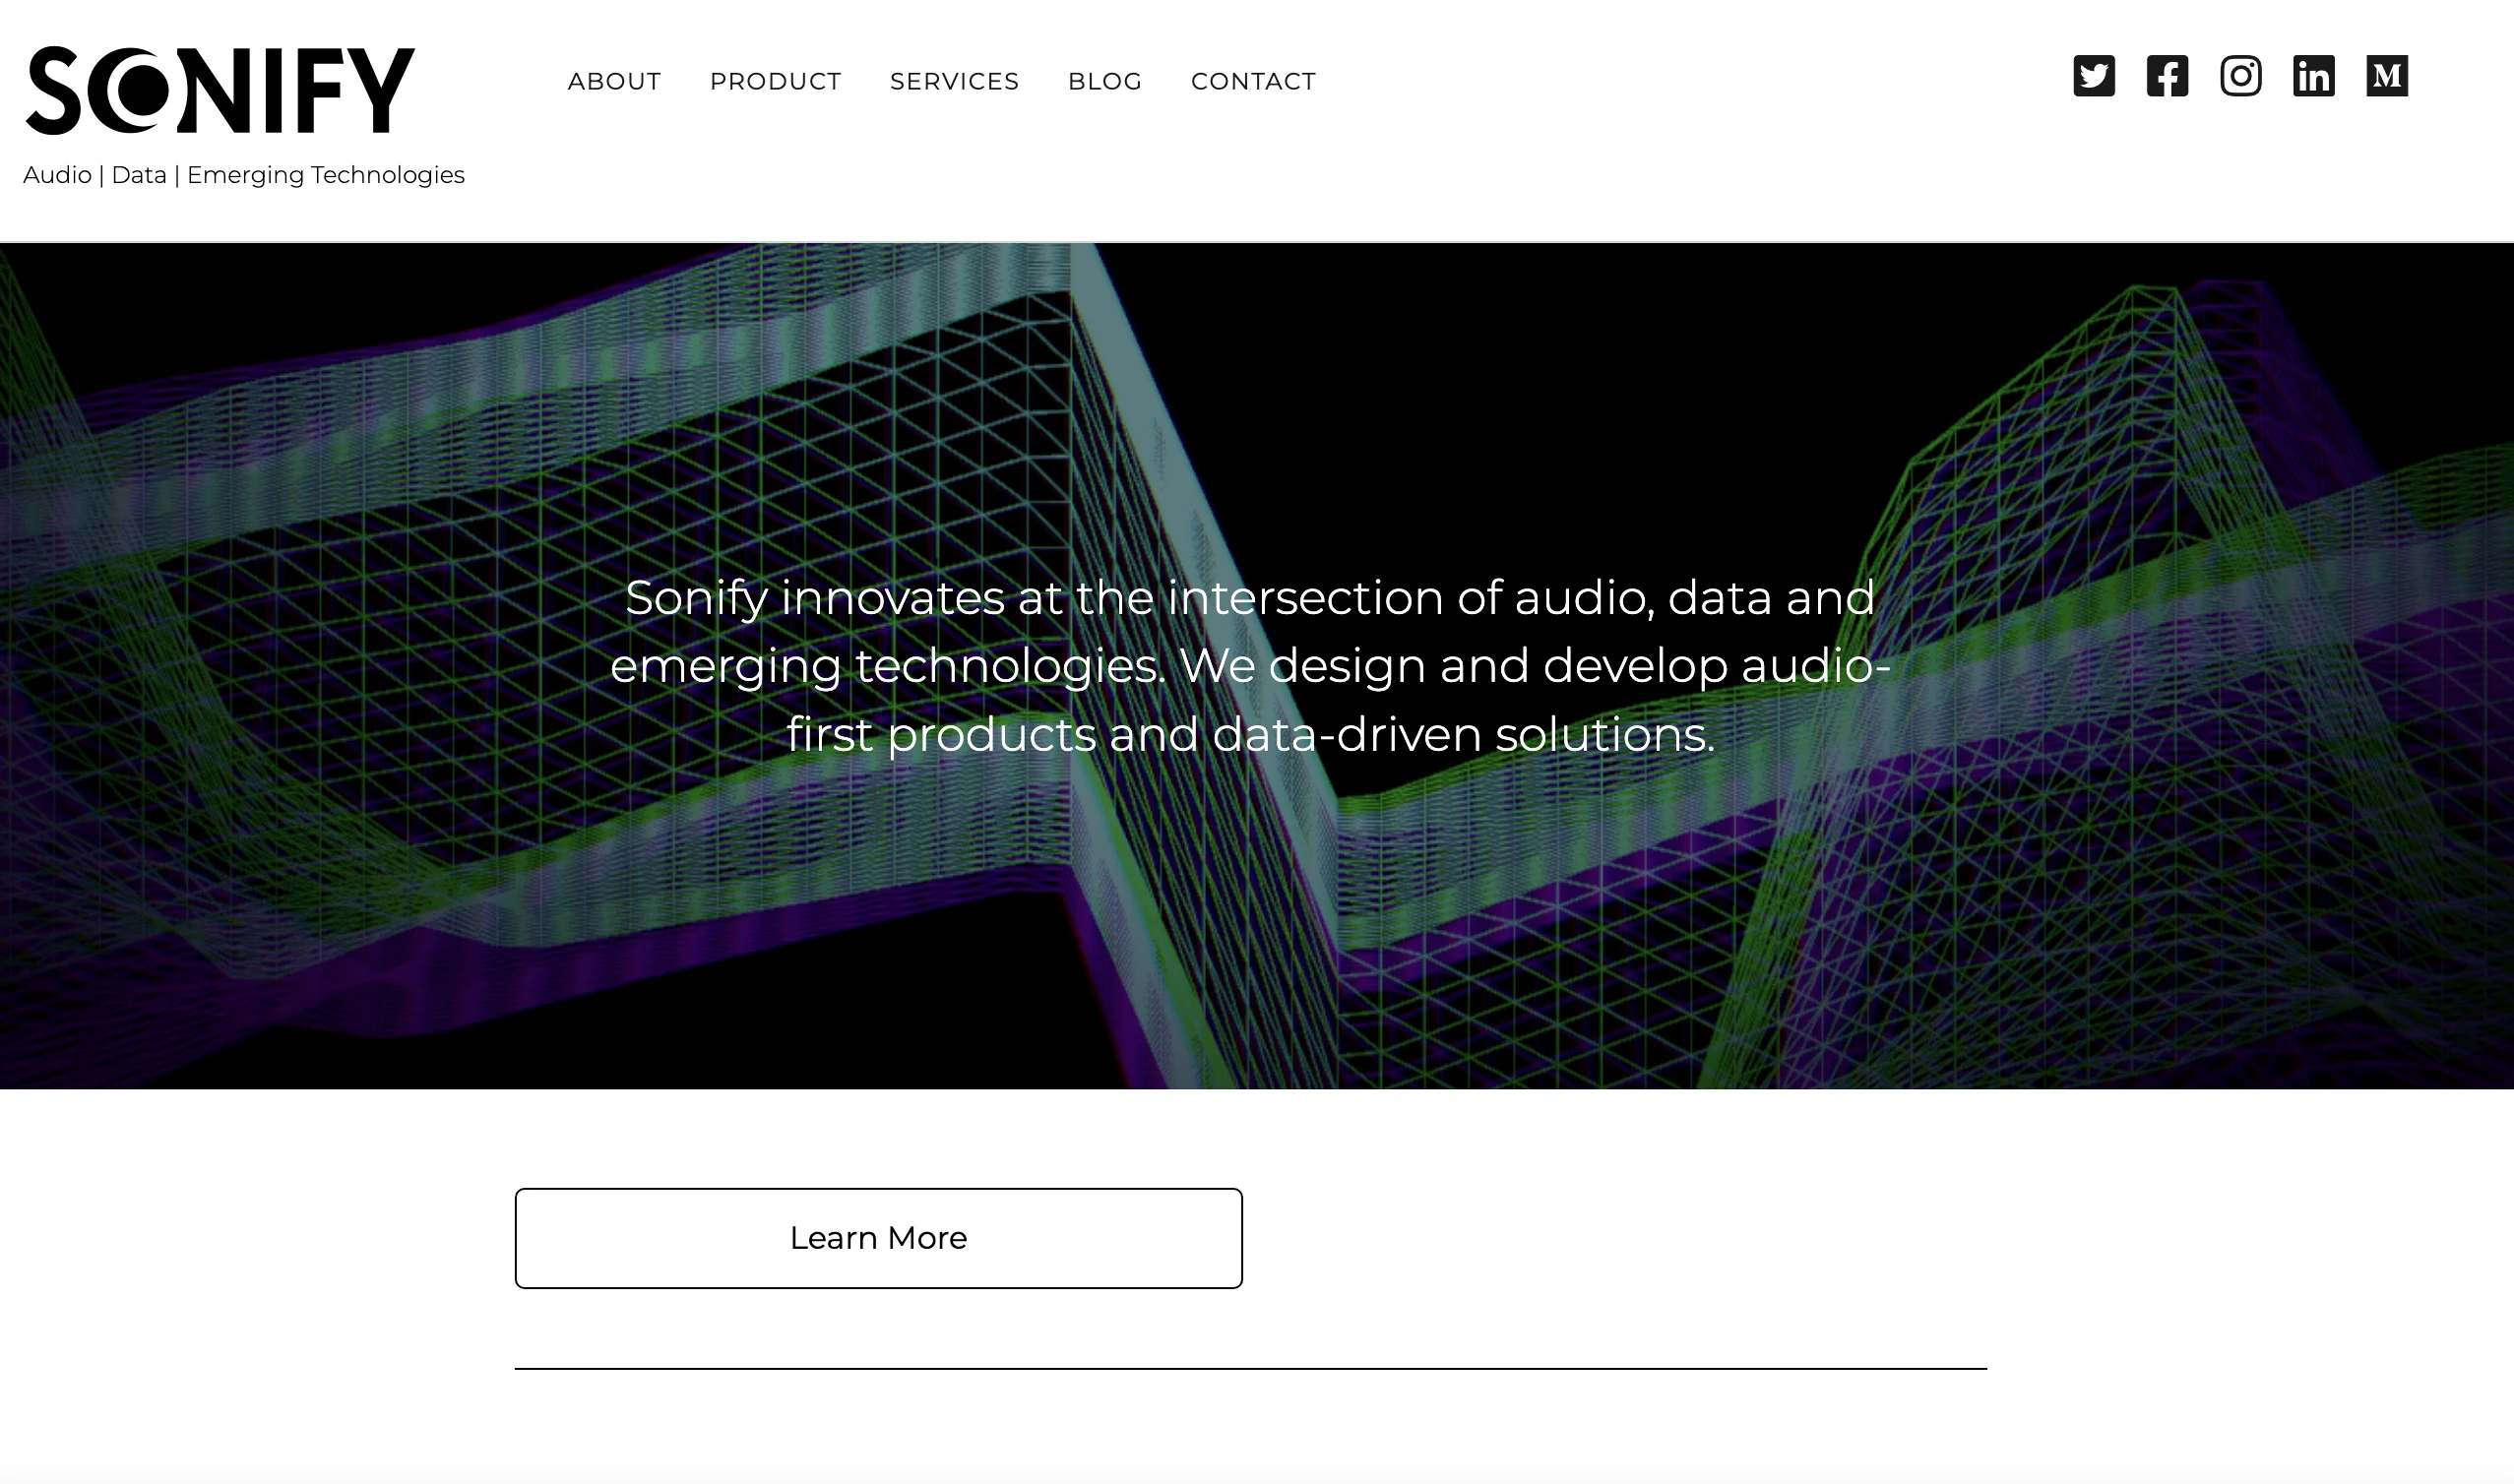 SONIFY
Audio | Data | Emerging Technologies
ABOUT PRODUCT SERVICES BLOG CONTACT
Sonify innovates at the intersection of audio, data and
emerging technologies. We design and develop audio-
first products and data-driven solutions.
Learn More